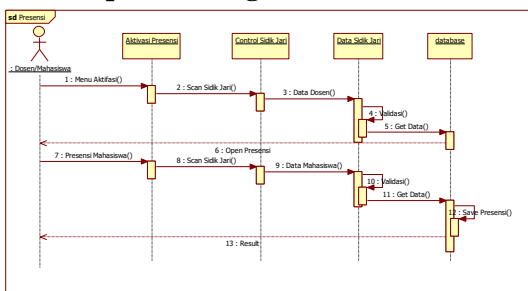 sd Presensi
Aktivasi Presensi
Control Sidik Jari
Data Sidik Jari
database
: Dosen/Mahasiswa
1 : Menu Aktifasi()
2 : Scan Sidik Jari()
3 : Data Dosen()
4 : Validasi()
5 : Get Data()
6 : Open Presensi
7 : Presensi Mahasiswa()
8 : Scan Sidik Jari()
9 : Data Mahasiswa()
10 : Validasi()
11 : Get Data()
12 : Save Presensi()
13 : Result